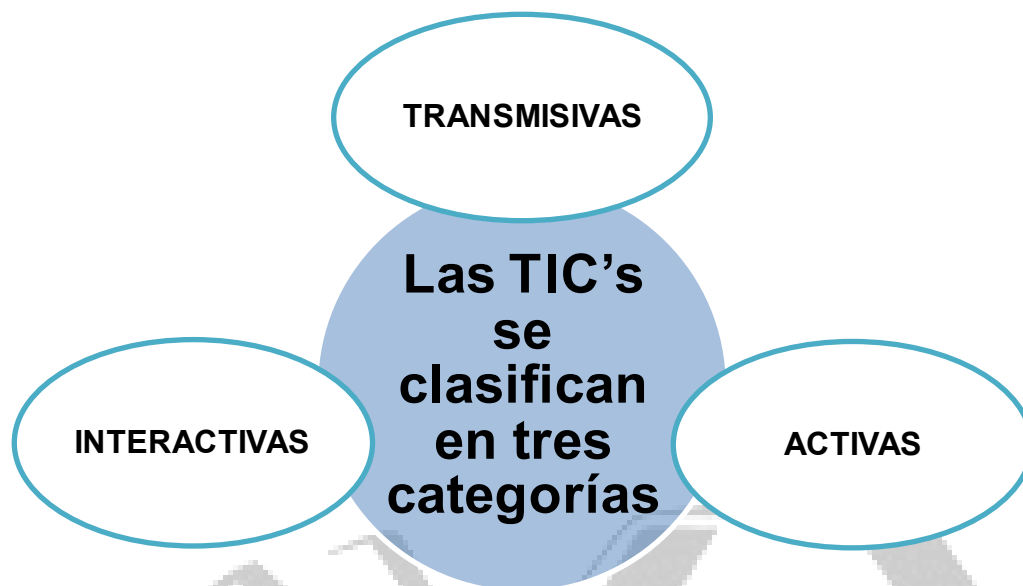 TRANSMISIVAS
Las TIC’s
se
clasifican
en tres
categorías
INTERACTIVAS
ACTIVAS